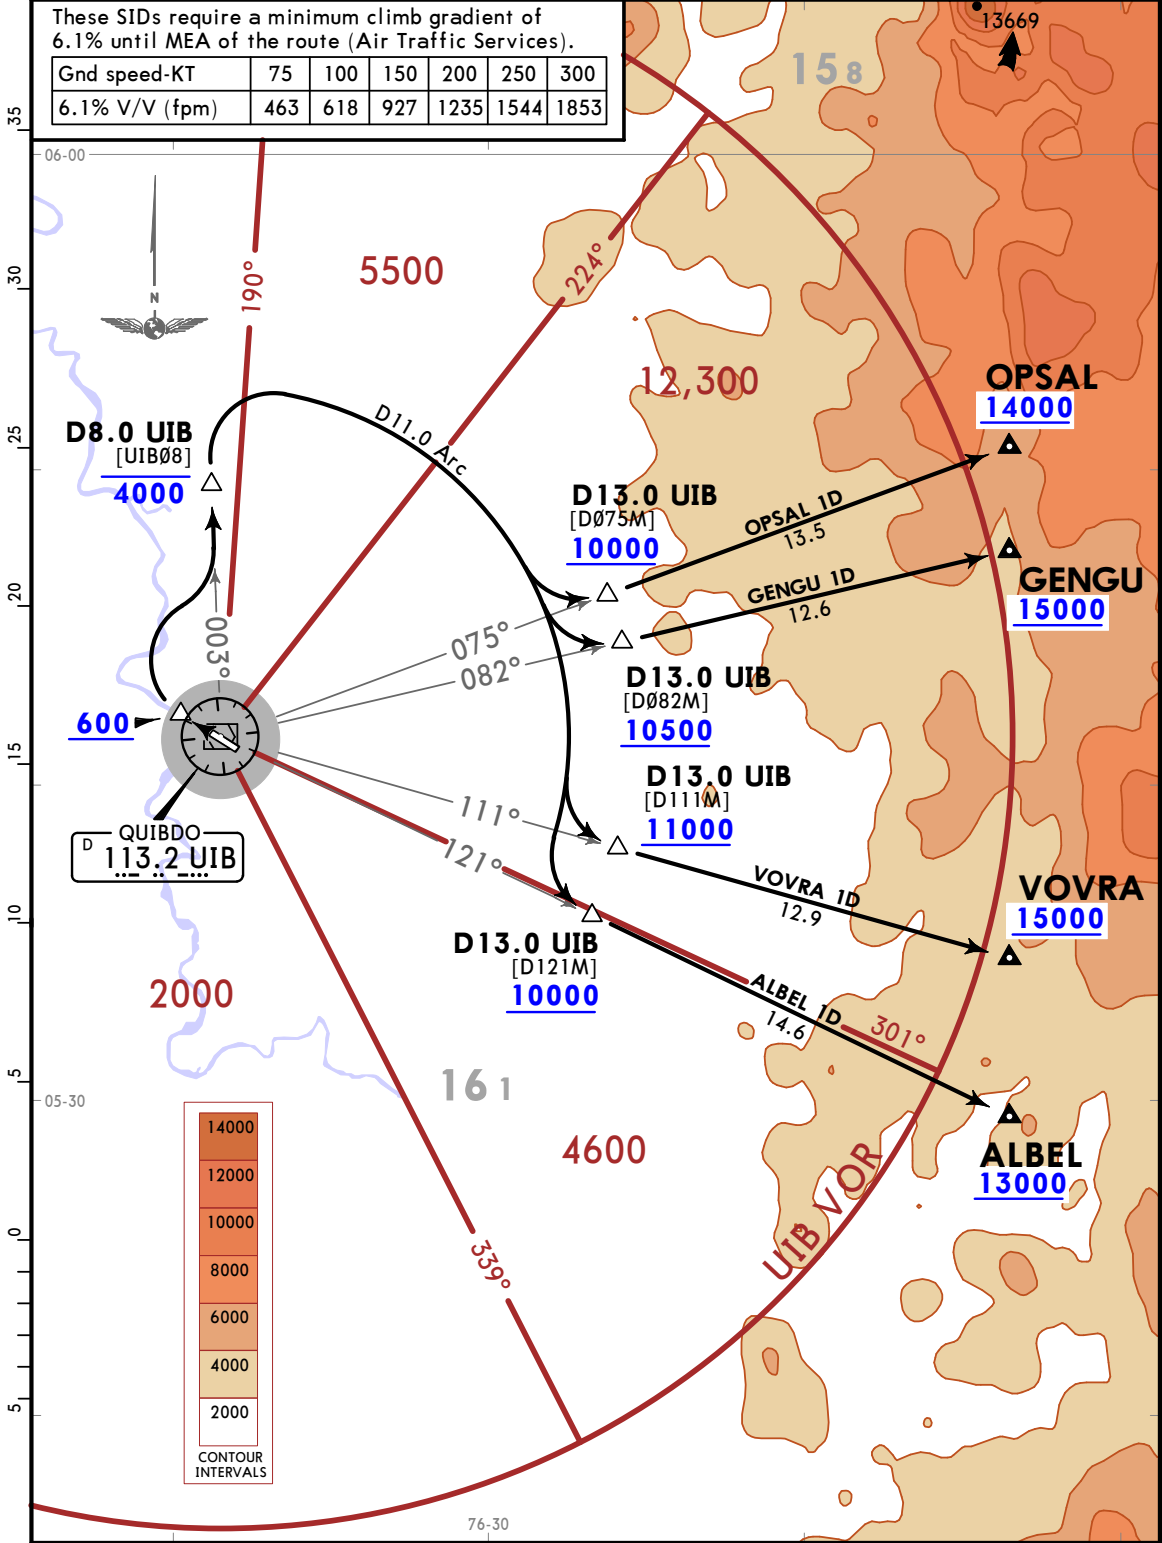 These SIDs require a minimum climb gradient of
6.1% until MEA of the route (Air Traffic Services).
Gnd speed-KT 75 100 150 200 250 300
6.1% V/V (fpm) 463 618 927 1235 1544 1853
13669
15 8
35
06-00
30
190°
5500
224°
N
12,300
OPSAL
14000
25
D8.0 UIB
[UIBØ8]
4000
D11.0 Arc
D13.0 UIB
[DØ75M]
10000
OPSAL 1D
13.5
GENGU
15000
GENGU 1D
12.6
20
003°
075°
082°
D13.0 UIB
[DØ82M]
10500
600
15
D13.0 UIB
[D111M]
11000
111°
121°
QUIBDO
D 113.2 UIB
VOVRA 1D
12.9
VOVRA
15000
10
D13.0 UIB
[D121M]
10000
2000
ALBEL 1D
14.6
301°
5
05-30
16 1
4600
ALBEL
13000
UIB VOR
339°
0
5
14000
12000
10000
8000
6000
4000
2000
CONTOUR
INTERVALS
76-30